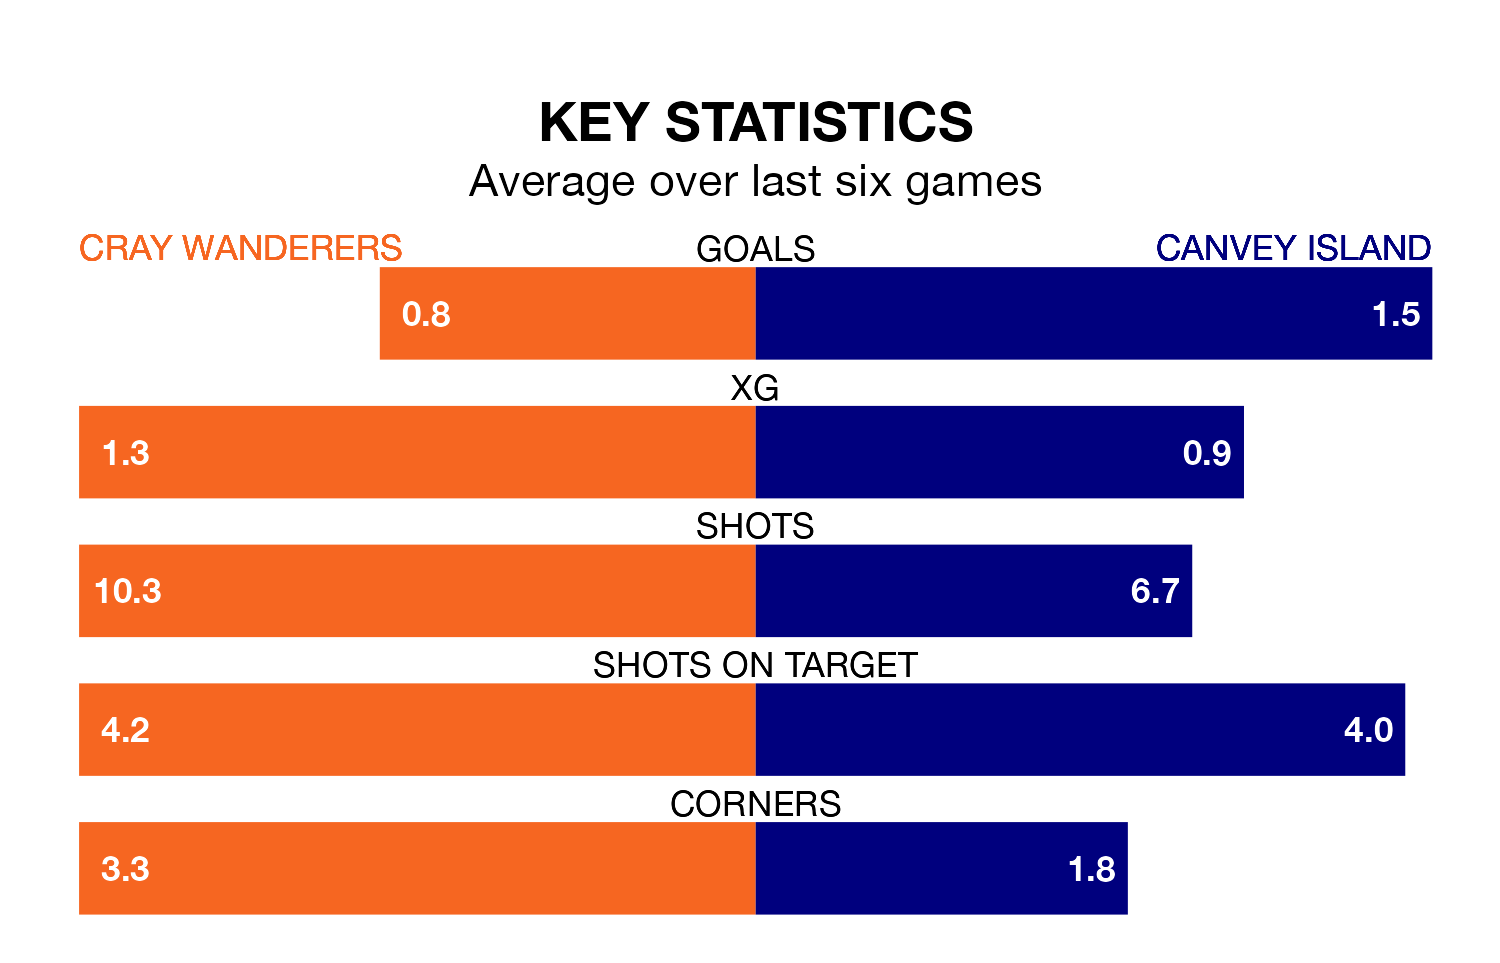 KEY STATISTICS
Average over last six games
CRAY WANDERERS GOALS CANVEY ISLAND
0.8 1.5
XG
1.3 0.9
SHOTS
10.3 6.7
SHOTS ON TARGET
4.2 4.0
CORNERS
3.3 1.8